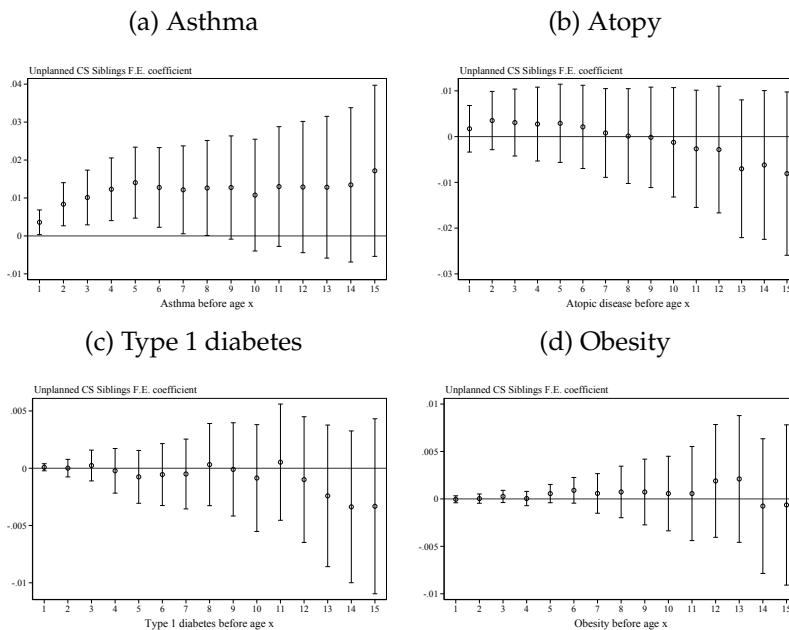 (a) Asthma
Unplanned CS Siblings F.E. coefficient
.04
.03
.02
.01
0
-.01
1 2 3 4 5 6 7 8 9 10 11 12 13 14 15
Asthma before age x
(b) Atopy
Unplanned CS Siblings F.E. coefficient
.01
0
-.01
-.02
-.03
1 2 3 4 5 6 7 8 9 10 11 12 13 14 15
Atopic disease before age x
(c) Type 1 diabetes
Unplanned CS Siblings F.E. coefficient
.005
0
-.005
-.01
1 2 3 4 5 6 7 8 9 10 11 12 13 14 15
Type 1 diabetes before age x
(d) Obesity
Unplanned CS Siblings F.E. coefficient
.01
.005
0
-.005
-.01
1 2 3 4 5 6 7 8 9 10 11 12 13 14 15
Obesity before age x